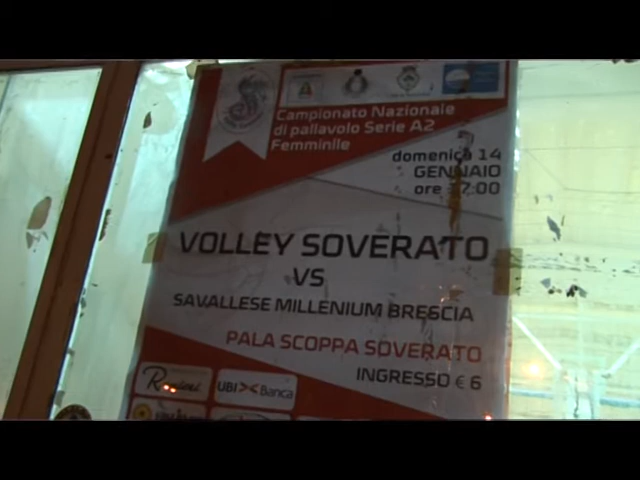 Campionato Nazionale
di pallavolo Serie A2
Femminile
domenica 14
GENNAIO
ore 17:00
VOLLEY SOVERATO
VS
SAVALLESE MILLENIUM BRESCIA
PALA SCOPPA SOVERATO
INGRESSO € 6
UBI Banca